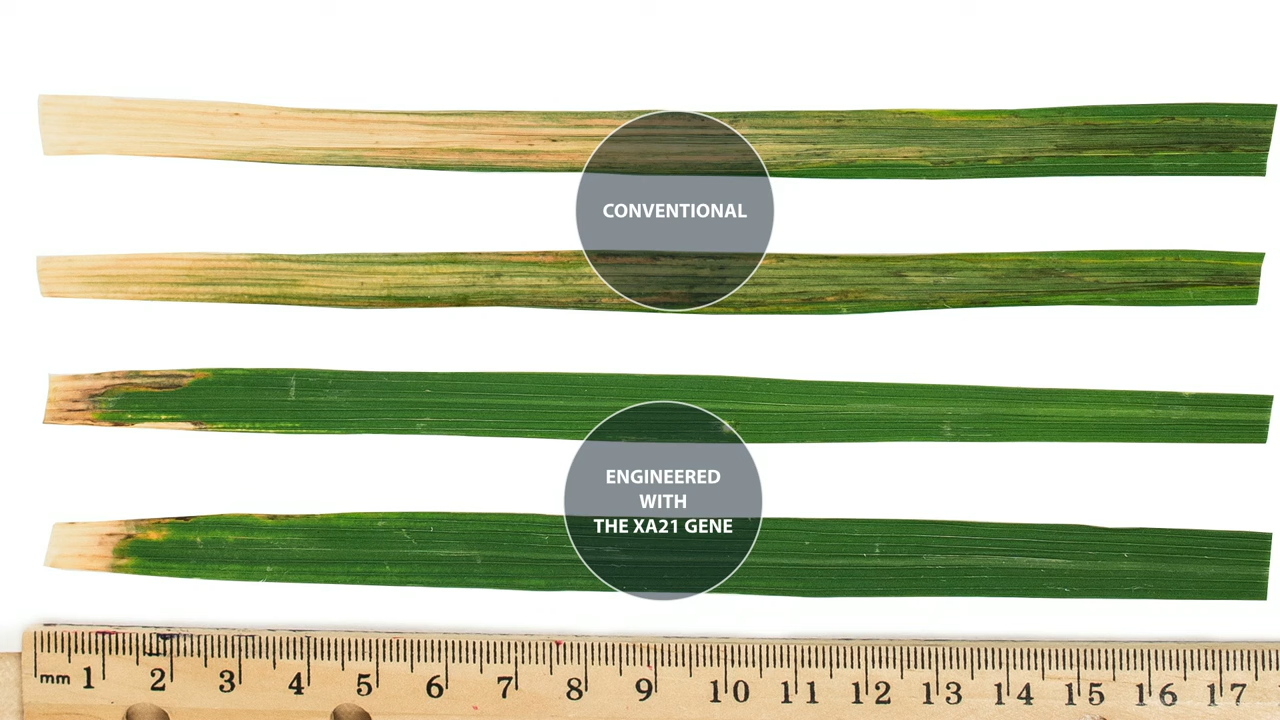 CONVENTIONAL
ENGINEERED
WITH
THE XA21 GENE
mm 1 2 3 4 5 6 7 8 9 10 11 12 13 14 15 16 17